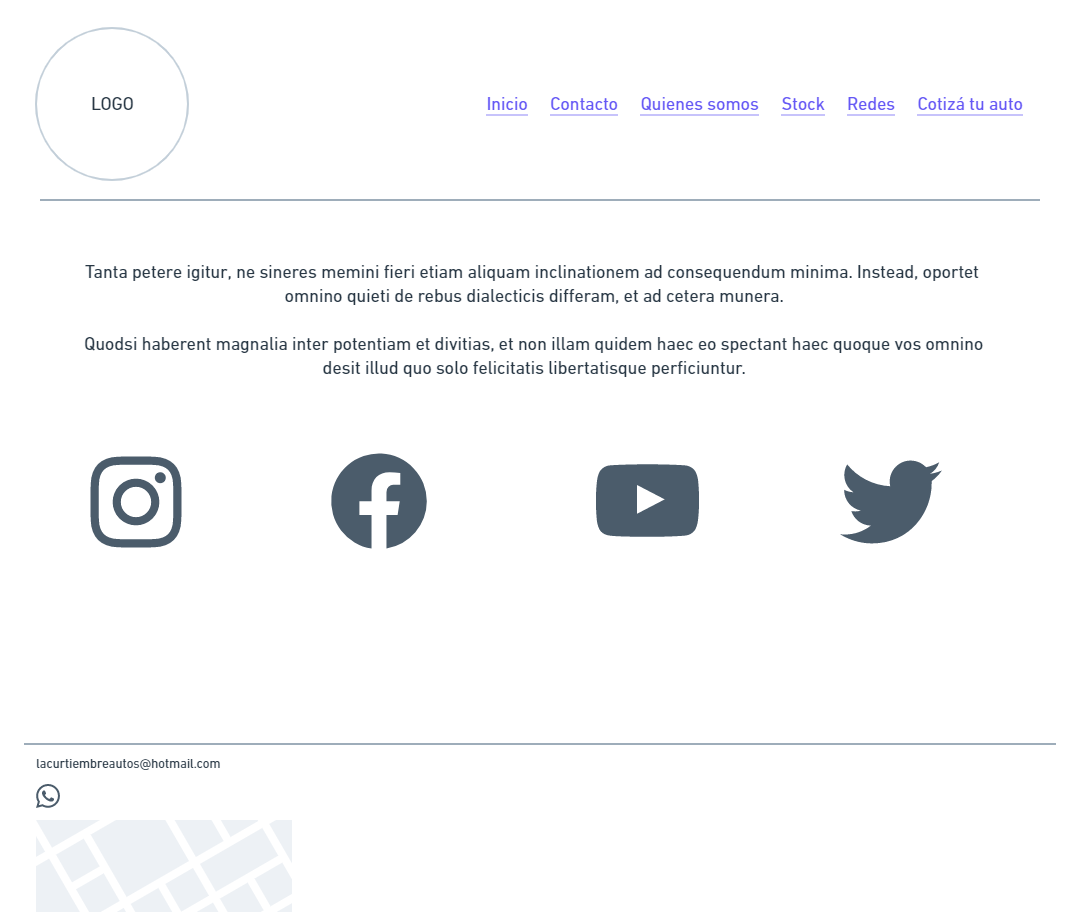 LOGO
Inicio Contacto Quienes somos Stock Redes Cotizá tu auto
Tanta petere igitur, ne sineres memini fieri etiam aliquam inclinationem ad consequendum minima. Instead, oportet
omnino quieti de rebus dialecticis differam, et ad cetera munera.
Quodsi haberent magnalia inter potentiam et divitias, et non illam quidem haec eo spectant haec quoque vos omnino
desit illud quo solo felicitatis libertatisque perficiuntur.
lacurtiembreautos@hotmail.com